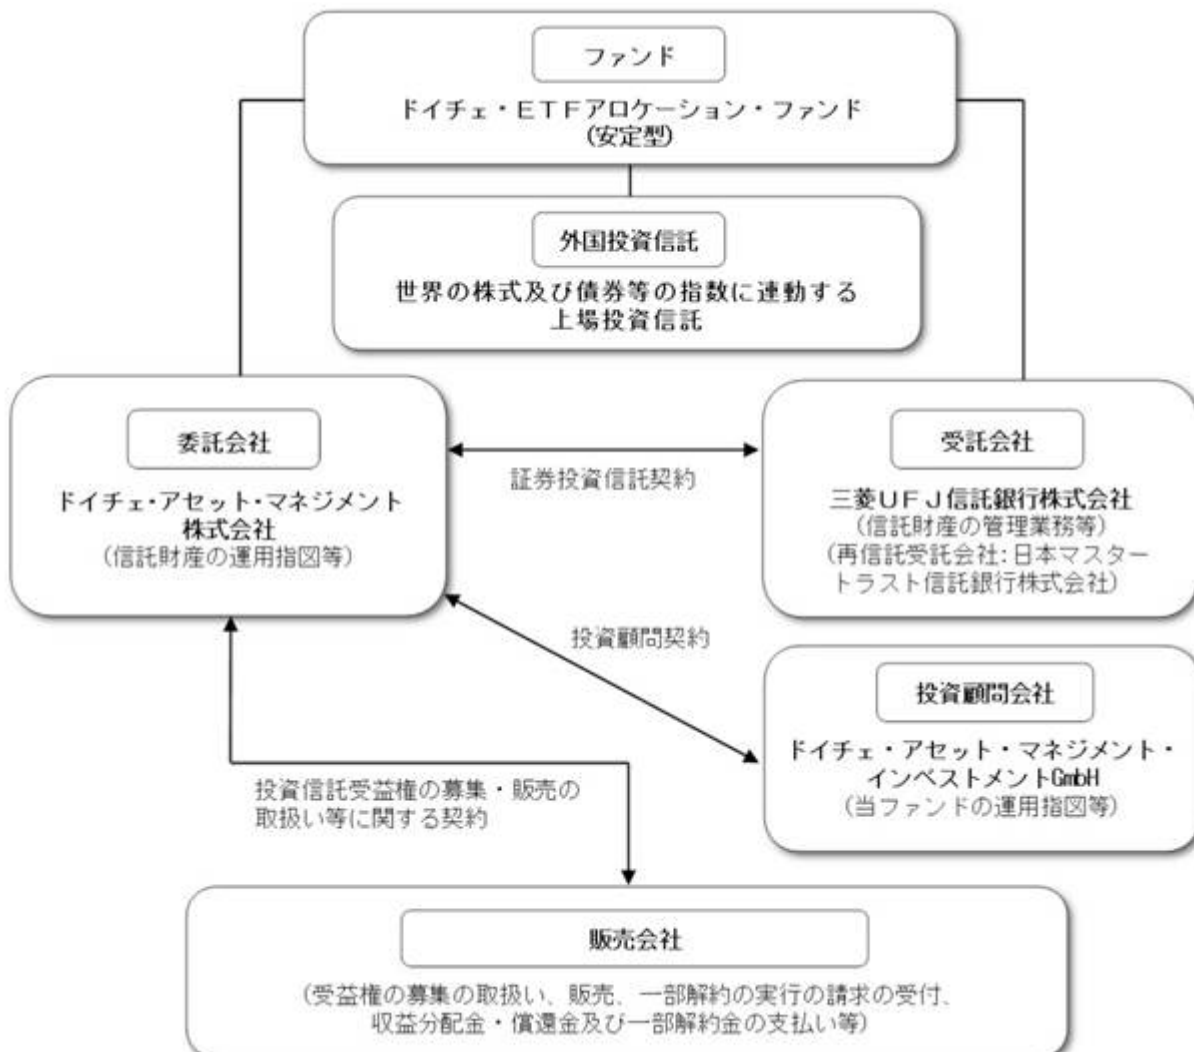 ファンド
ドイチェ・ＥＴＦアロケーション・ファンド
(安定型)
外国投資信託
世界の株式及び債券等の指数に連動する
上場投資信託
委託会社
ドイチェ・アセット・マネジメント
株式会社
(信託財産の運用指図等)
証券投資信託契約
受託会社
三菱ＵＦＪ信託銀行株式会社
(信託財産の管理業務等)
(再信託受託会社:日本マスター
トラスト信託銀行株式会社)
投資顧問契約
投資顧問会社
ドイチェ・アセット・マネジメント・
インベストメントGmbH
(当ファンドの運用指図等)
投資信託受益権の募集・販売の
取扱い等に関する契約
販売会社
(受益権の募集の取扱い、販売、一部解約の実行の請求の受付、
収益分配金・償還金及び一部解約金の支払い等)